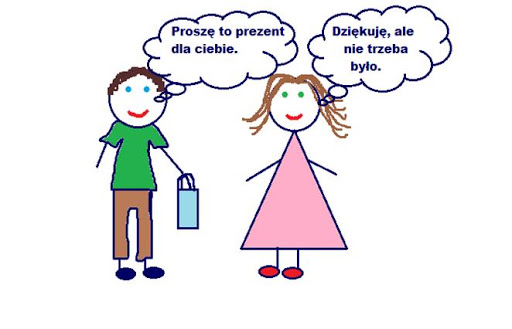 Proszę to prezent
dla ciebie.
Dziękuję, ale
nie trzeba
było.